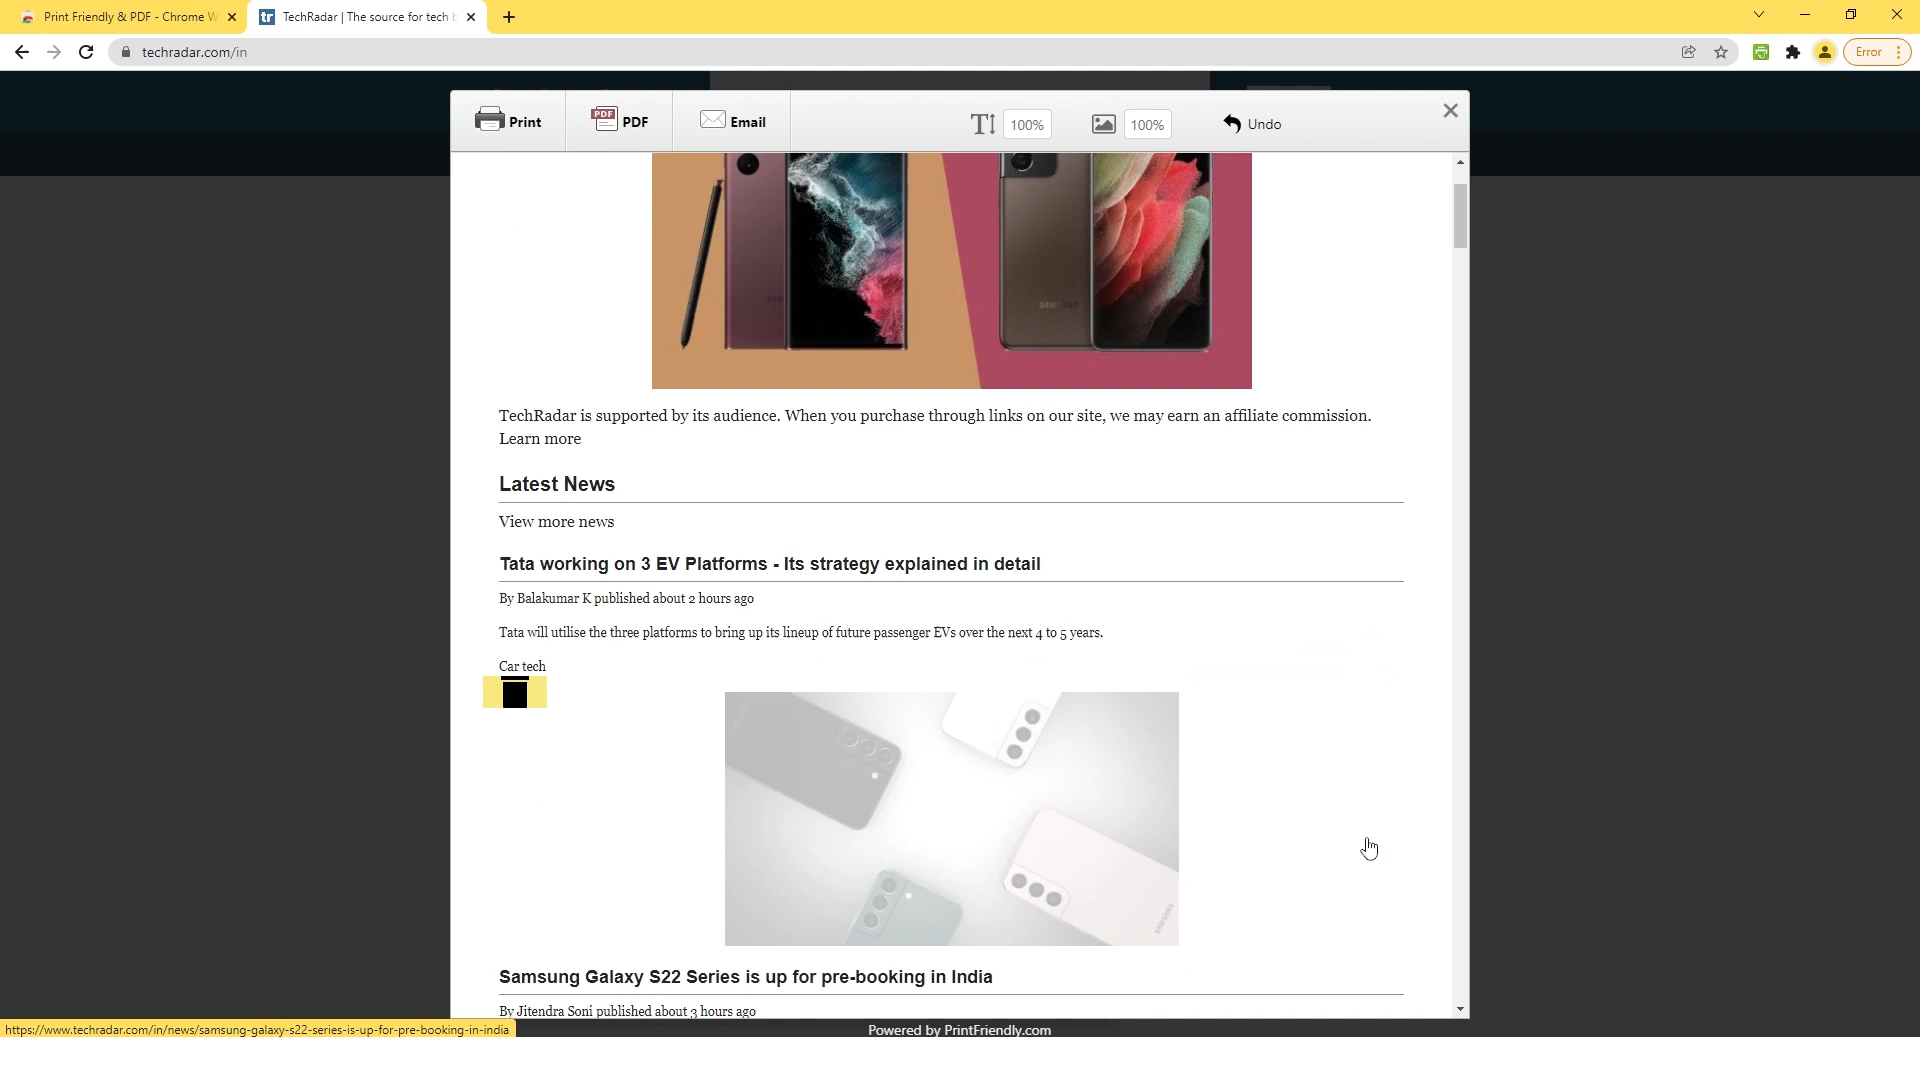 Print Friendly & PDF - Chrome W
TechRadar | The source for tech b
techradar.com/in
Error
Print
PDF
PDF
Email
100%
100%
Undo
SAMSUNG
TechRadar is supported by its audience. When you purchase through links on our site, we may earn an affiliate commission.
Learn more
Latest News
View more news
Tata working on 3 EV Platforms - Its strategy explained in detail
By Balakumar K published about 2 hours ago
Tata will utilise the three platforms to bring up its lineup of future passenger EVs over the next 4 to 5 years.
Car tech
SAMSUNG
Samsung Galaxy S22 Series is up for pre-booking in India
By Jitendra Soni published about 3 hours ago
https://www.techradar.com/in/news/samsung-galaxy-s22-series-is-up-for-pre-booking-in-india
Powered by PrintFriendly.com